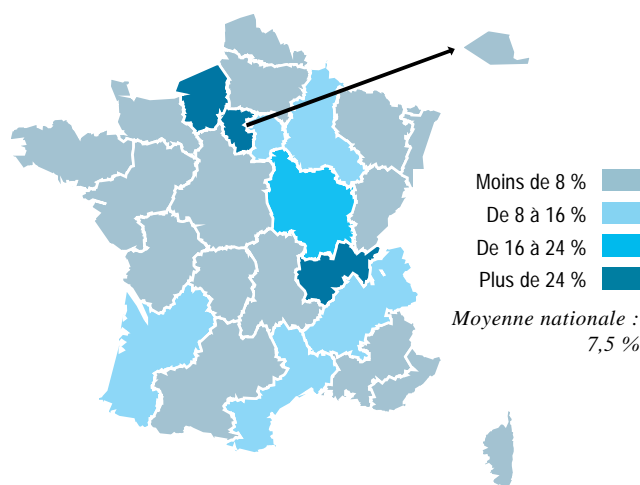 Moins de 8 %
De 8 à 16 %
De 16 à 24 %
Plus de 24 %
Moyenne nationale :
7,5 %